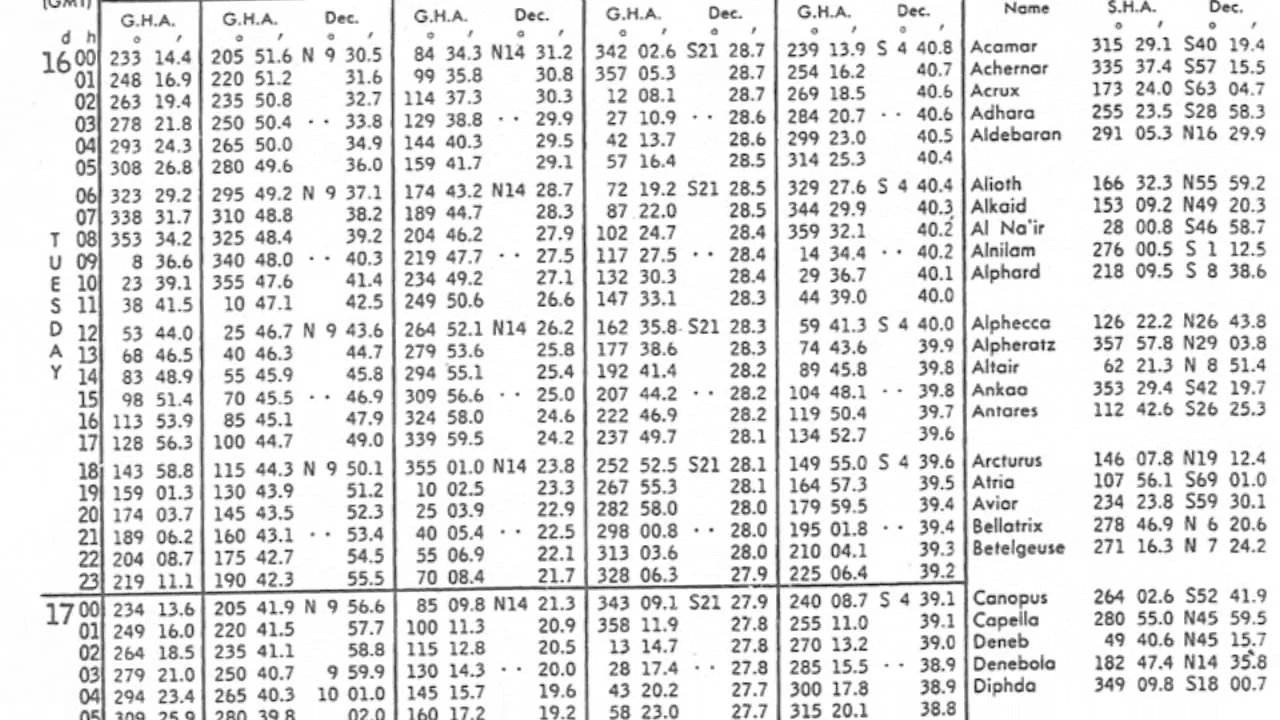 (GMT) G.H.A. G.H.A. Dec. G.H.A. Dec. G.H.A. Dec. G.H.A. Dec. Name S.H.A. Dec.
d h ° ′ ° ′ ° ′ ° ′ ° ′ ° ′ ° ′ ° ′ ° ′ ° ′ ° ′
16 00 233 14.4 205 51.6 N 9 30.5 84 34.3 N14 31.2 342 02.6 S21 28.7 239 13.9 S 4 40.8 Acamar 315 29.1 S40 19.4
01 248 16.9 220 51.2 31.6 99 35.8 30.8 357 05.3 28.7 254 16.2 40.7 Achernar 335 37.4 S57 15.5
02 263 19.4 235 50.8 32.7 114 37.3 30.3 12 08.1 28.7 269 18.5 40.6 Acrux 173 24.0 S63 04.7
03 278 21.8 250 50.4 ·· 33.8 129 38.8 ·· 29.9 27 10.9 ·· 28.6 284 20.7 ·· 40.6 Adhara 255 23.5 S28 58.3
04 293 24.3 265 50.0 34.9 144 40.3 29.5 42 13.7 28.6 299 23.0 40.5 Aldebaran 291 05.3 N16 29.9
05 308 26.8 280 49.6 36.0 159 41.7 29.1 57 16.4 28.5 314 25.3 40.4
06 323 29.2 295 49.2 N 9 37.1 174 43.2 N14 28.7 72 19.2 S21 28.5 329 27.6 S 4 40.4 Alioth 166 32.3 N55 59.2
07 338 31.7 310 48.8 38.2 189 44.7 28.3 87 22.0 28.5 344 29.9 40.3 Alkaid 153 09.2 N49 20.3
T 08 353 34.2 325 48.4 39.2 204 46.2 27.9 102 24.7 28.4 359 32.1 40.2 Al Na'ir 28 00.8 S46 58.7
U 09 8 36.6 340 48.0 ·· 40.3 219 47.7 ·· 27.5 117 27.5 ·· 28.4 14 34.4 ·· 40.2 Alnilam 276 00.5 S 1 12.5
E 10 23 39.1 355 47.6 41.4 234 49.2 27.1 132 30.3 28.4 29 36.7 40.1 Alphard 218 09.5 S 8 38.6
S 11 38 41.5 10 47.1 42.5 249 50.6 26.6 147 33.1 28.3 44 39.0 40.0
D 12 53 44.0 25 46.7 N 9 43.6 264 52.1 N14 26.2 162 35.8 S21 28.3 59 41.3 S 4 40.0 Alphecca 126 22.2 N26 43.8
A 13 68 46.5 40 46.3 44.7 279 53.6 25.8 177 38.6 28.3 74 43.6 39.9 Alpheratz 357 57.8 N29 03.8
Y 14 83 48.9 55 45.9 45.8 294 55.1 25.4 192 41.4 28.2 89 45.8 39.8 Altair 62 21.3 N 8 51.4
15 98 51.4 70 45.5 ·· 46.9 309 56.6 ·· 25.0 207 44.2 ·· 28.2 104 48.1 ·· 39.8 Ankaa 353 29.4 S42 19.7
16 113 53.9 85 45.1 47.9 324 58.0 24.6 222 46.9 28.2 119 50.4 39.7 Antares 112 42.6 S26 25.3
17 128 56.3 100 44.7 49.0 339 59.5 24.2 237 49.7 28.1 134 52.7 39.6
18 143 58.8 115 44.3 N 9 50.1 355 01.0 N14 23.8 252 52.5 S21 28.1 149 55.0 S 4 39.6 Arcturus 146 07.8 N19 12.4
19 159 01.3 130 43.9 51.2 10 02.5 23.3 267 55.3 28.1 164 57.3 39.5 Atria 107 56.1 S69 01.0
20 174 03.7 145 43.5 52.3 25 03.9 22.9 282 58.0 28.0 179 59.5 39.4 Avior 234 23.8 S59 30.1
21 189 06.2 160 43.1 ·· 53.4 40 05.4 ·· 22.5 298 00.8 ·· 28.0 195 01.8 ·· 39.4 Bellatrix 278 46.9 N 6 20.6
22 204 08.7 175 42.7 54.5 55 06.9 22.1 313 03.6 28.0 210 04.1 39.3 Betelgeuse 271 16.3 N 7 24.2
23 219 11.1 190 42.3 55.5 70 08.4 21.7 328 06.3 27.9 225 06.4 39.2
17 00 234 13.6 205 41.9 N 9 56.6 85 09.8 N14 21.3 343 09.1 S21 27.9 240 08.7 S 4 39.1 Canopus 264 02.6 S52 41.9
01 249 16.0 220 41.5 57.7 100 11.3 20.9 358 11.9 27.8 255 11.0 39.1 Capella 280 55.0 N45 59.5
02 264 18.5 235 41.1 58.8 115 12.8 20.5 13 14.7 27.8 270 13.2 39.0 Deneb 49 40.6 N45 15.7
03 279 21.0 250 40.7 9 59.9 130 14.3 ·· 20.0 28 17.4 ·· 27.8 285 15.5 ·· 38.9 Denebola 182 47.4 N14 35.8
04 294 23.4 265 40.3 10 01.0 145 15.7 19.6 43 20.2 27.7 300 17.8 38.9 Diphda 349 09.8 S18 00.7
05 309 25.9 280 39.8 02.0 160 17.2 19.2 58 23.0 27.7 315 20.1 38.8